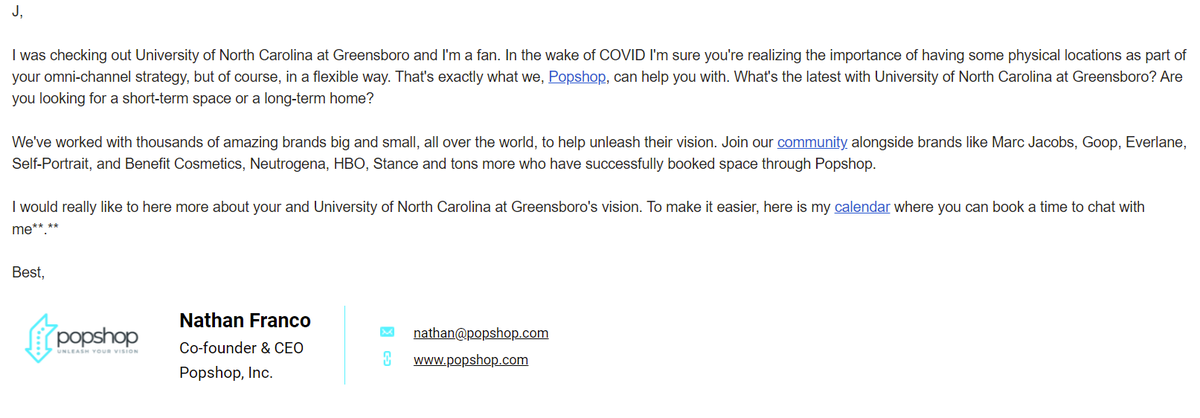 J,
I was checking out University of North Carolina at Greensboro and I'm a fan. In the wake of COVID I'm sure you're realizing the importance of having some physical locations as part of
your omni-channel strategy, but of course, in a flexible way. That's exactly what we, Popshop, can help you with. What's the latest with University of North Carolina at Greensboro? Are
you looking for a short-term space or a long-term home?
We've worked with thousands of amazing brands big and small, all over the world, to help unleash their vision. Join our community alongside brands like Marc Jacobs, Goop, Everlane,
Self-Portrait, and Benefit Cosmetics, Neutrogena, HBO, Stance and tons more who have successfully booked space through Popshop.
I would really like to here more about your and University of North Carolina at Greensboro's vision. To make it easier, here is my calendar where you can book a time to chat with
me**.**
Best,
popshop
UNLEASH YOUR VISION
Nathan Franco
Co-founder & CEO
Popshop, Inc.
nathan@popshop.com
www.popshop.com